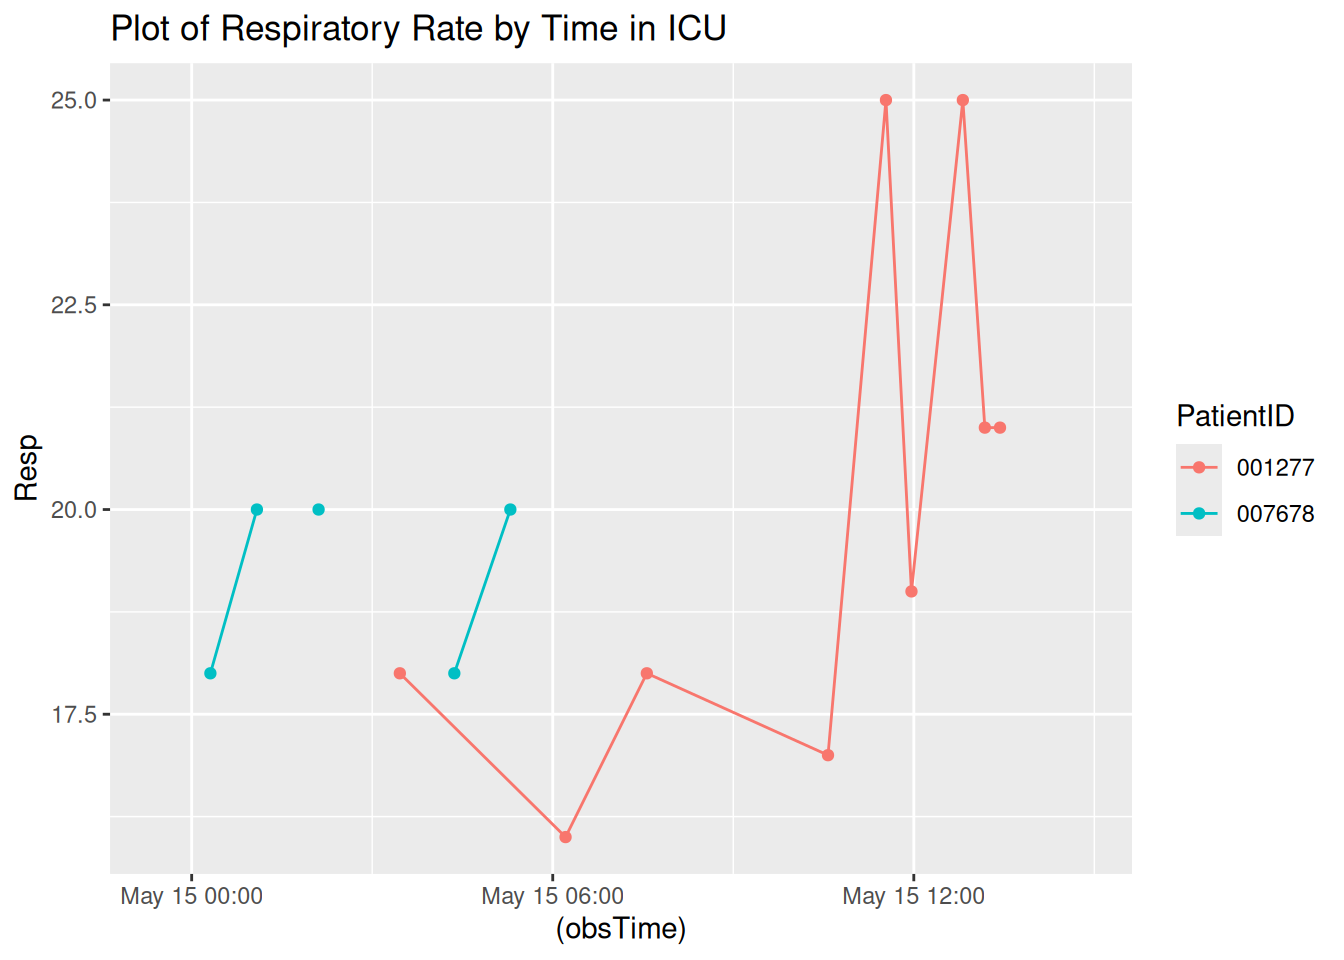 Plot of Respiratory Rate by Time in ICU
25.0
22.5
20.0
17.5
Resp
May 15 00:00
May 15 06:00
May 15 12:00
(obsTime)
PatientID
001277
007678